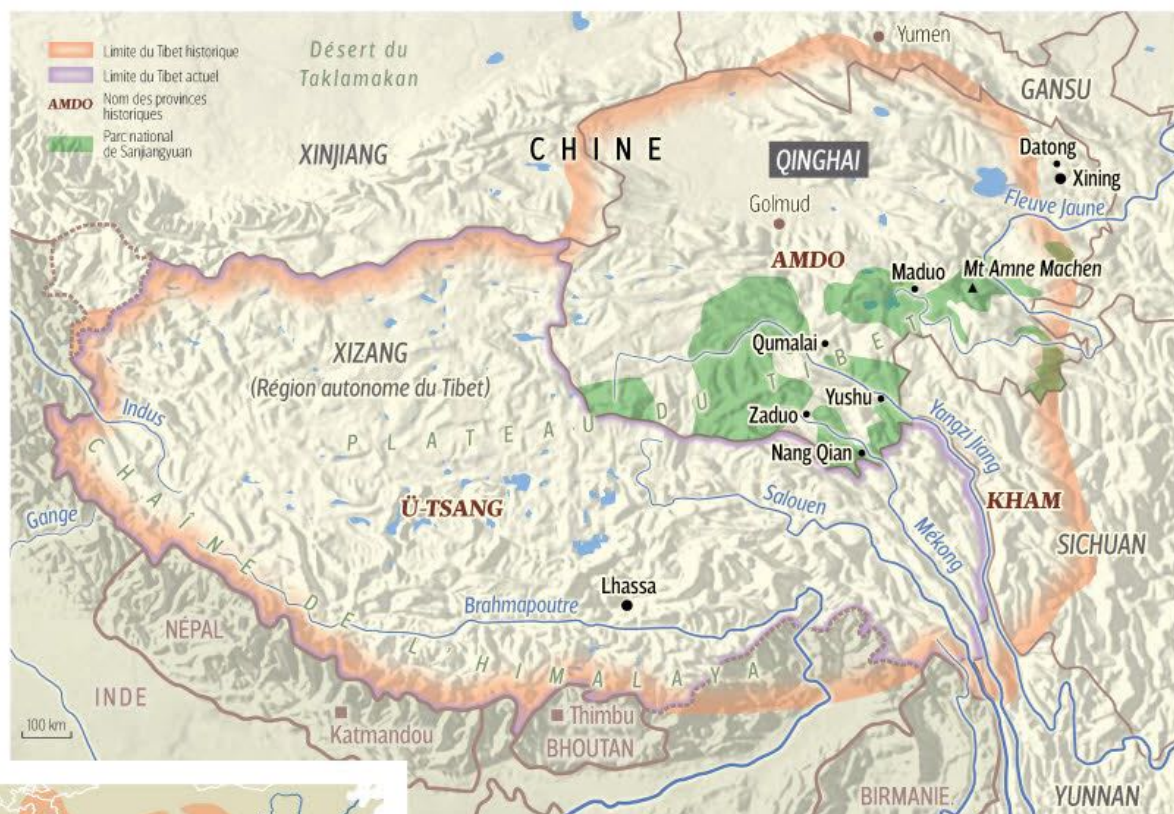 Limite du Tibet historique
Limite du Tibet actuel
AMDO
Nom des provinces
historiques
Parc national
de Sanjiangyuan
Désert du
Taklamakan
Yumen
GANSU
XINJIANG
CHINE
QINGHAI
Datong
Xining
Golmud
Fleuve Jaune
AMDO
Maduo
Mt Amne Machen
XIZANG
(Région autonome du Tibet)
Qumalai
Indus
PLATEAU DU TIBET
Zaduo
Yushu
Yangzi Jiang
Nang Qian
Gange
Ü-TSANG
Salouen
KHAM
Mékong
SICHUAN
CHAÎNE DE L'HIMALAYA
Lhassa
Brahmapoutre
NÉPAL
INDE
100 km
Katmandou
Thimbu
BHOUTAN
BIRMANIE
YUNNAN